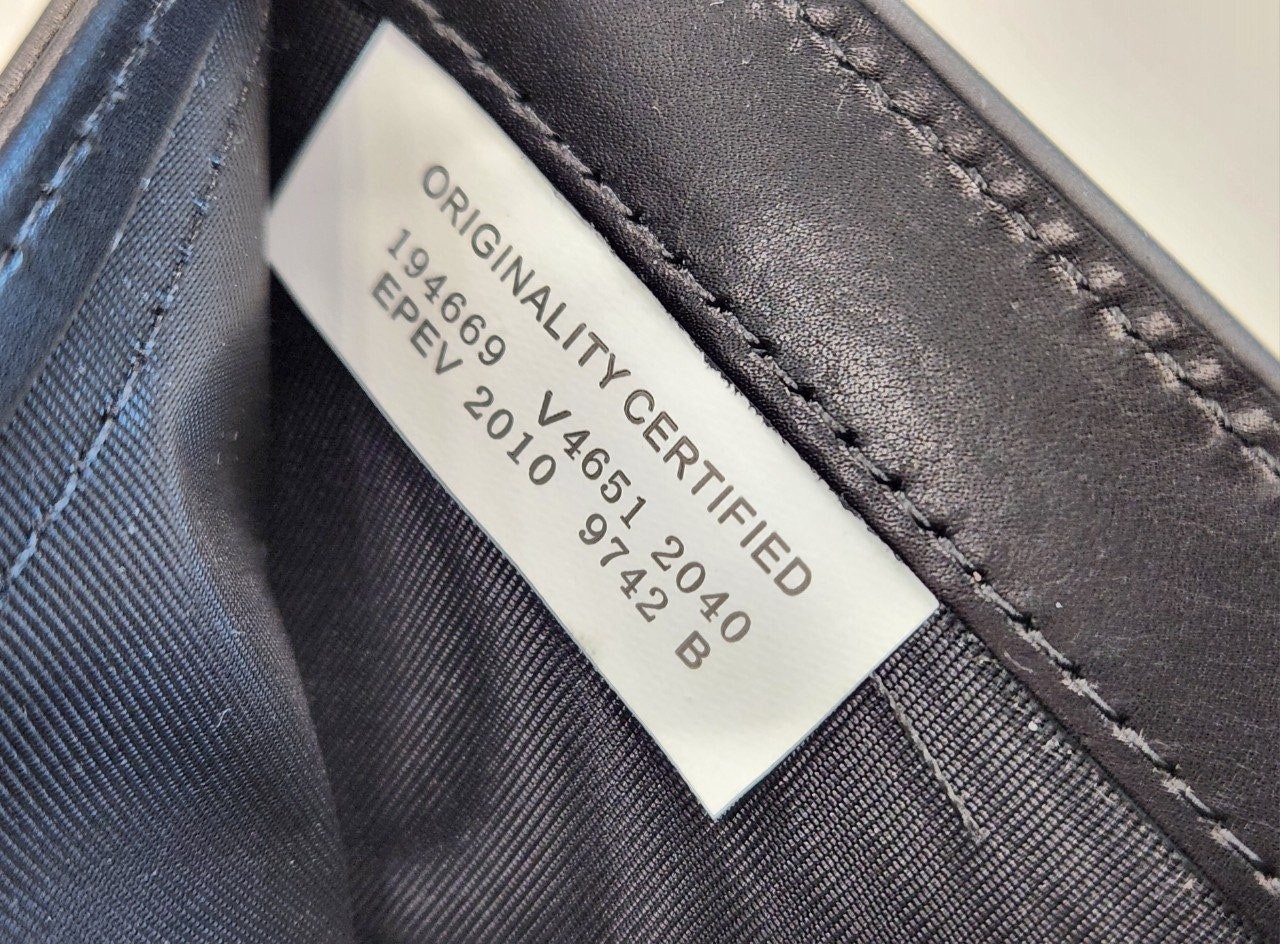 ORIGINALITY CERTIFIED
194669 V4651 2040
EPEV 2010 9742 B